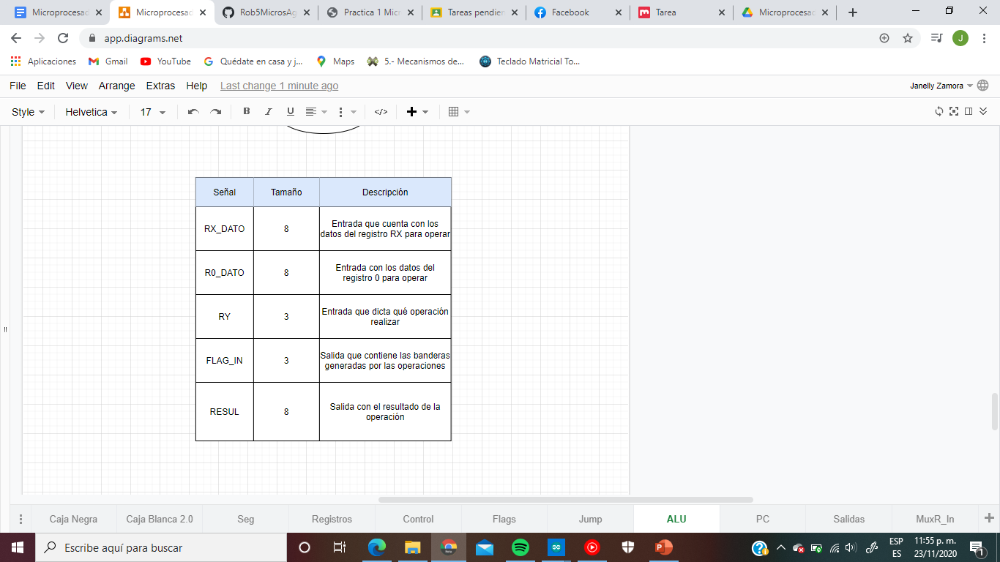 Microprocesad
Microprocesad
Rob5MicrosAg
Practica 1 Micr
Tareas pendien
Facebook
Tarea
Microprocesad
app.diagrams.net
J
Aplicaciones
Gmail
YouTube
Quédate en casa y j...
Maps
5.- Mecanismos de...
Teclado Matricial To...
File Edit View Arrange Extras Help Last change 1 minute ago
Janelly Zamora
Style Helvetica 17 B I U </>
Señal Tamaño Descripción
RX_DATO 8 Entrada que cuenta con los
datos del registro RX para operar
R0_DATO 8 Entrada con los datos del
registro 0 para operar
RY 3 Entrada que dicta qué operación
realizar
FLAG_IN 3 Salida que contiene las banderas
generadas por las operaciones
RESUL 8 Salida con el resultado de la
operación
Caja Negra Caja Blanca 2.0 Seg Registros Control Flags Jump ALU PC Salidas MuxR_In
Escribe aquí para buscar
ESP
ES
11:55 p. m.
23/11/2020
1